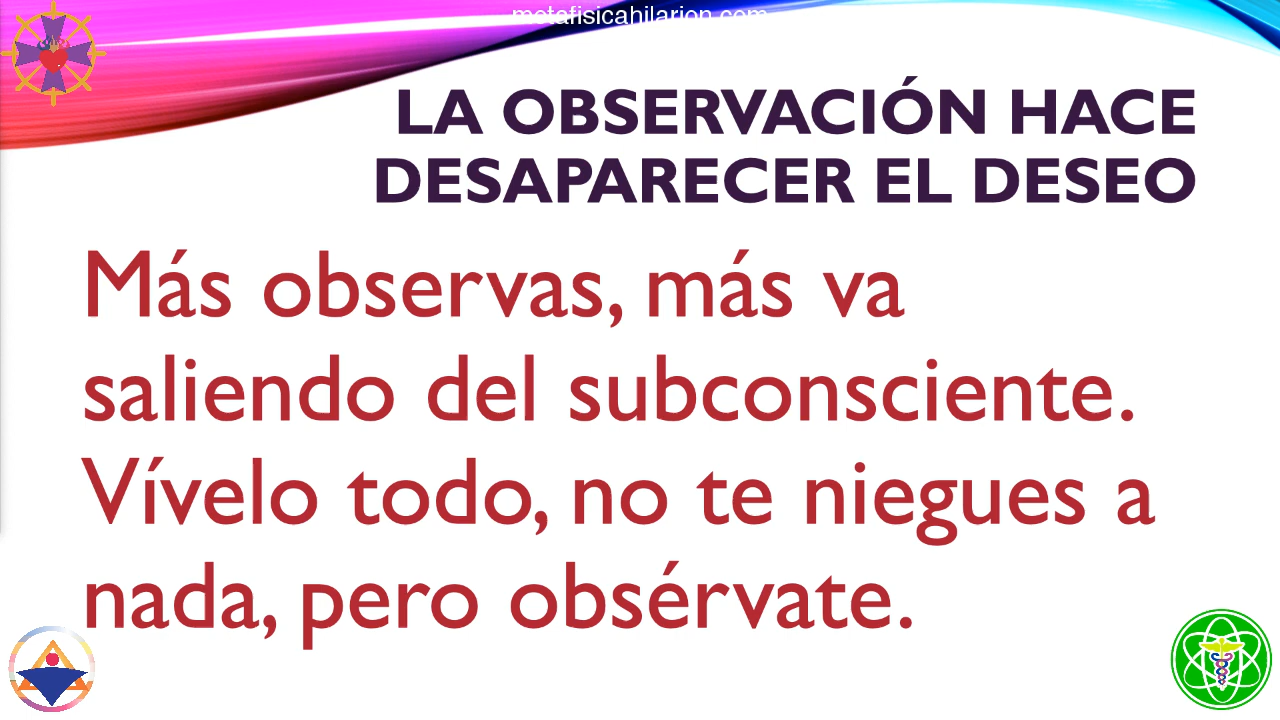 metafisicahilarion.com
LA OBSERVACIÓN HACE
DESAPARECER EL DESEO
Más observas, más va
saliendo del subconsciente.
Vívelo todo, no te niegues a
nada, pero obsérvate.